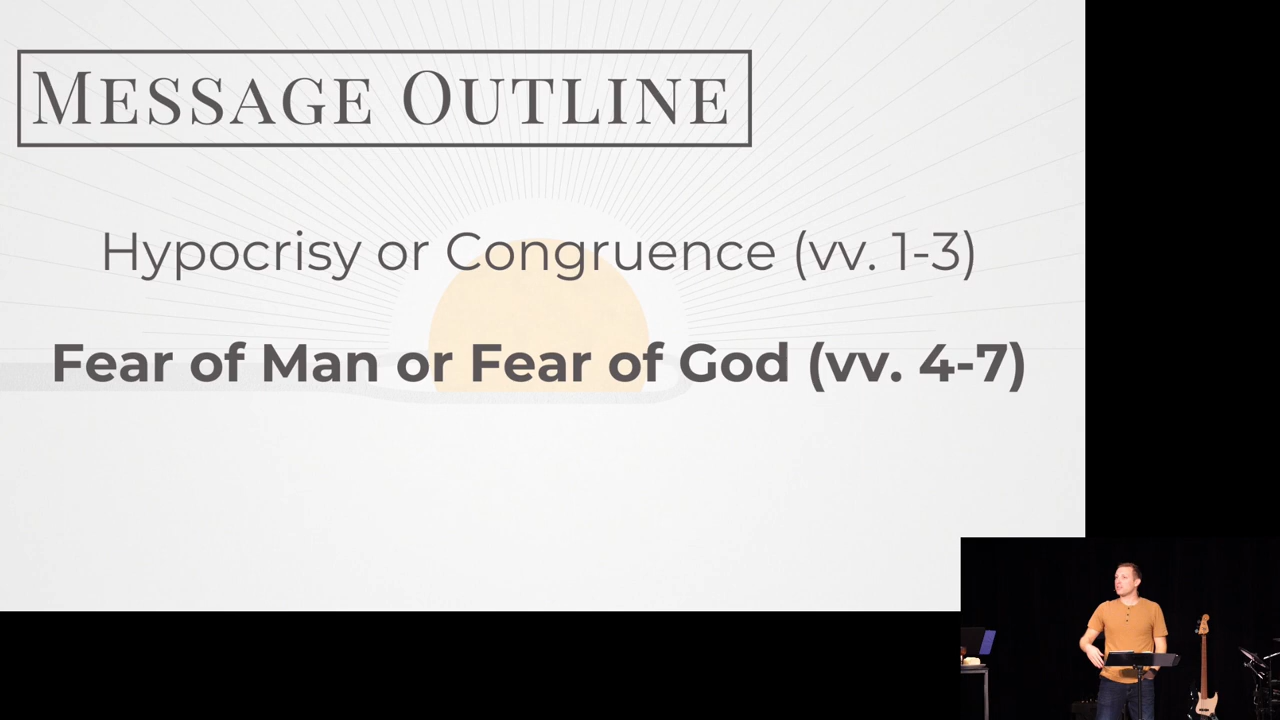 Message Outline
Hypocrisy or Congruence (vv. 1-3)
Fear of Man or Fear of God (vv. 4-7)